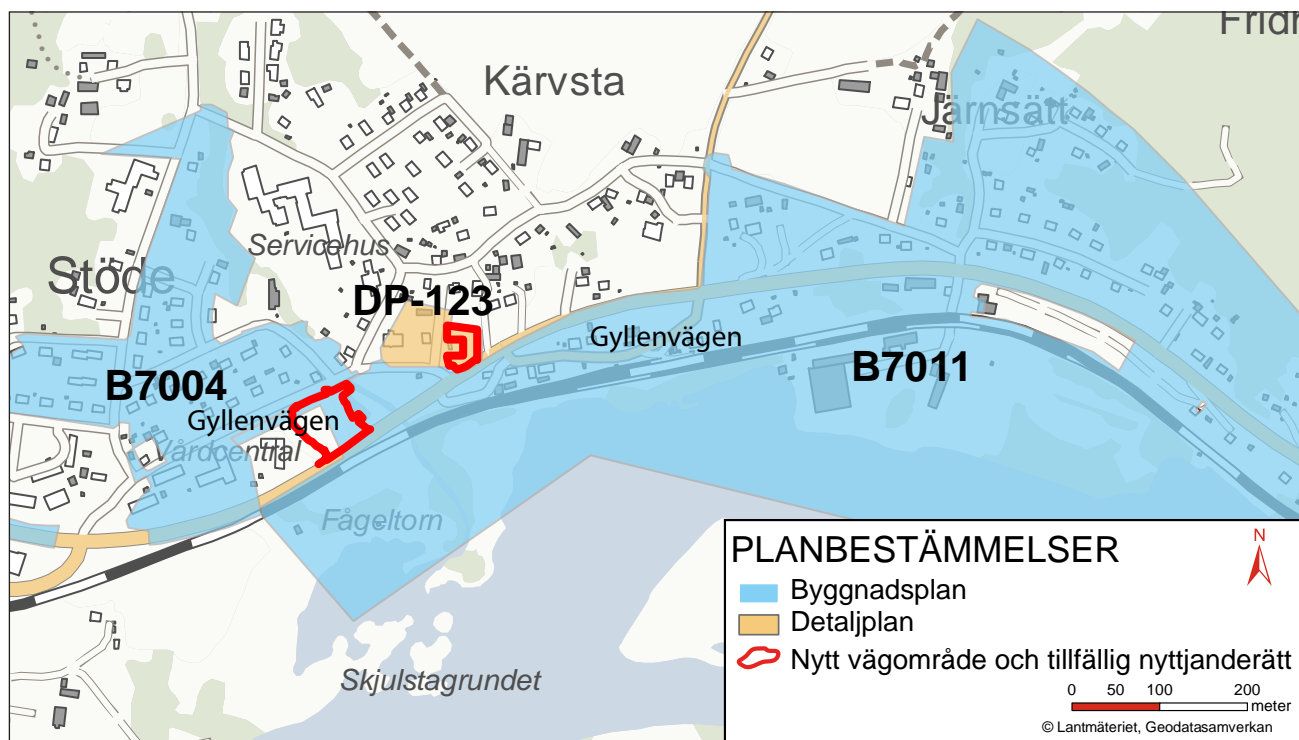 Fridh
Kärvsta
Järnsätt
Servicehus
Stöde
DP-123
Gyllenvägen
B7011
B7004
Gyllenvägen
Vårdcentral
Fågeltorn
Skjulstagrundet
PLANBESTÄMMELSER
N
Byggnadsplan
Detaljplan
Nytt vägområde och tillfällig nyttjanderätt
0 50 100 200
meter
© Lantmäteriet, Geodatasamverkan